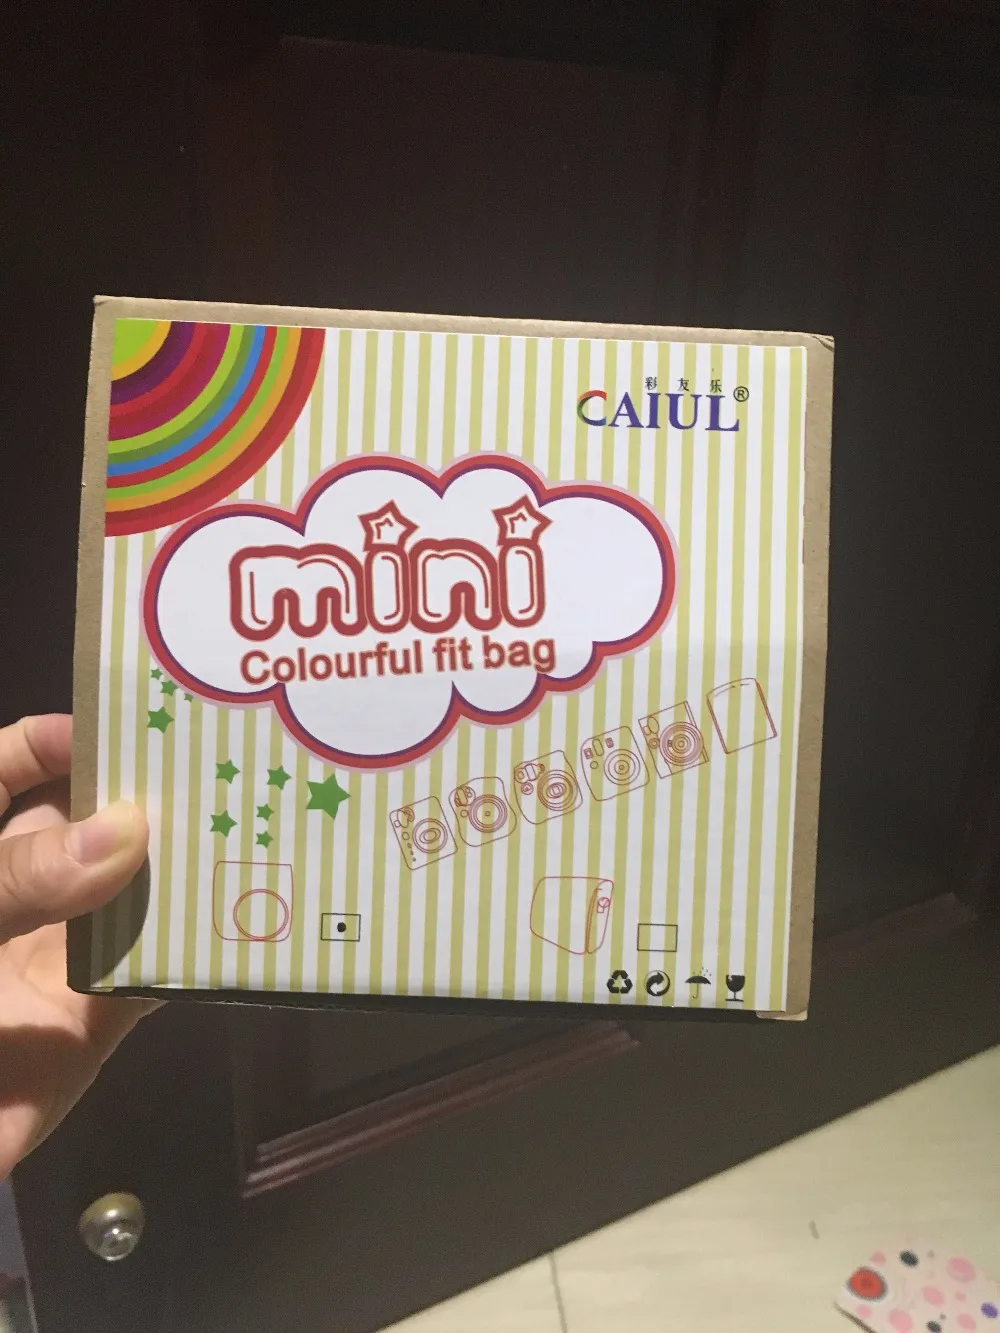 彩友乐
CAIUL®
mini
Colourful fit bag